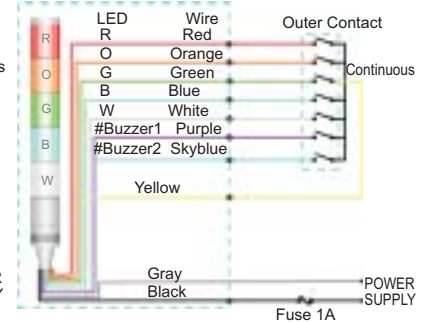 LED Wire Outer Contact
R Red
O Orange
G Green Continuous
B Blue
W White
#Buzzer1 Purple
#Buzzer2 Skyblue
Yellow
Gray
Black
POWER
SUPPLY
Fuse 1A
R
O
G
B
W